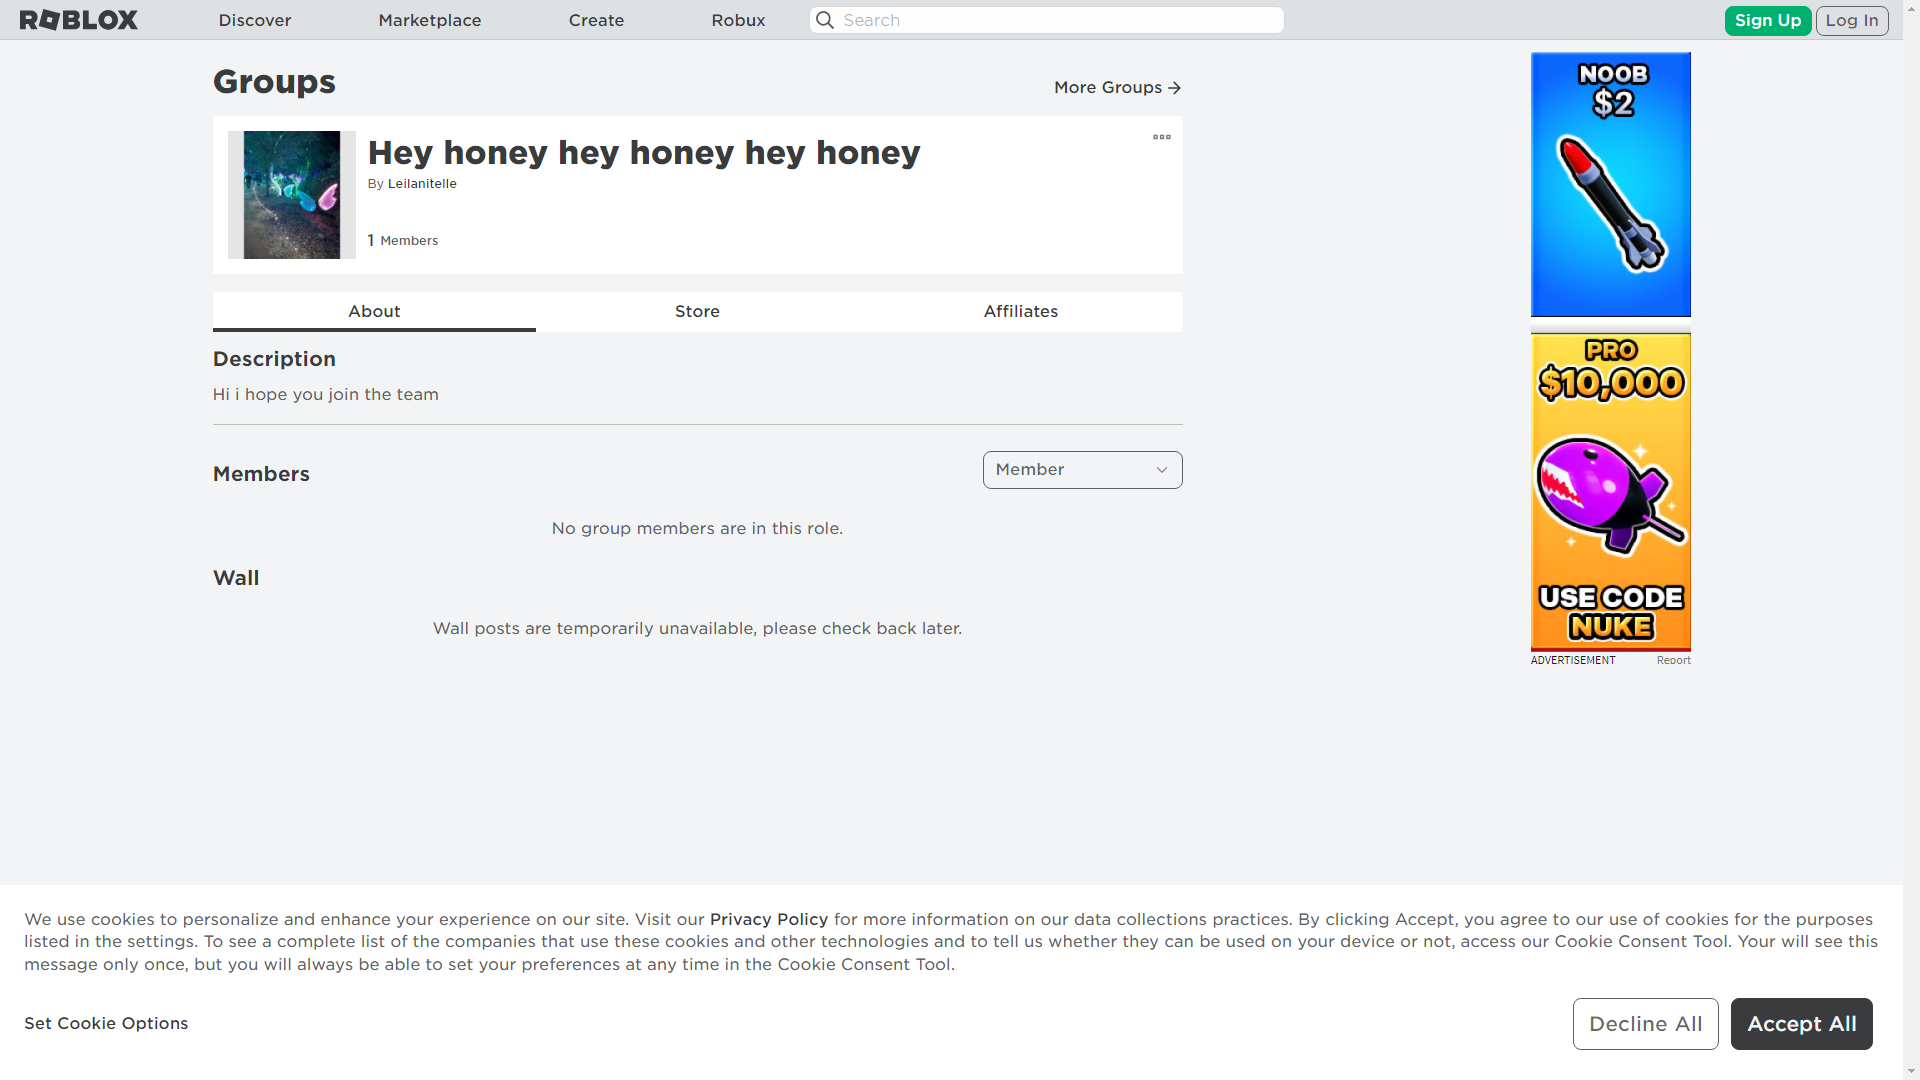 ROBLOX
Discover
Marketplace
Create
Robux
Search
Sign Up
Log In
Groups
More Groups
Hey honey hey honey hey honey
By Leilanitelle
1 Members
About
Store
Affiliates
Description
Hi i hope you join the team
Members
Member
No group members are in this role.
Wall
Wall posts are temporarily unavailable, please check back later.
NOOB
$2
PRO
$10,000
USE CODE
NUKE
ADVERTISEMENT
Report
We use cookies to personalize and enhance your experience on our site. Visit our Privacy Policy for more information on our data collections practices. By clicking Accept, you agree to our use of cookies for the purposes
listed in the settings. To see a complete list of the companies that use these cookies and other technologies and to tell us whether they can be used on your device or not, access our Cookie Consent Tool. Your will see this
message only once, but you will always be able to set your preferences at any time in the Cookie Consent Tool.
Set Cookie Options
Decline All
Accept All